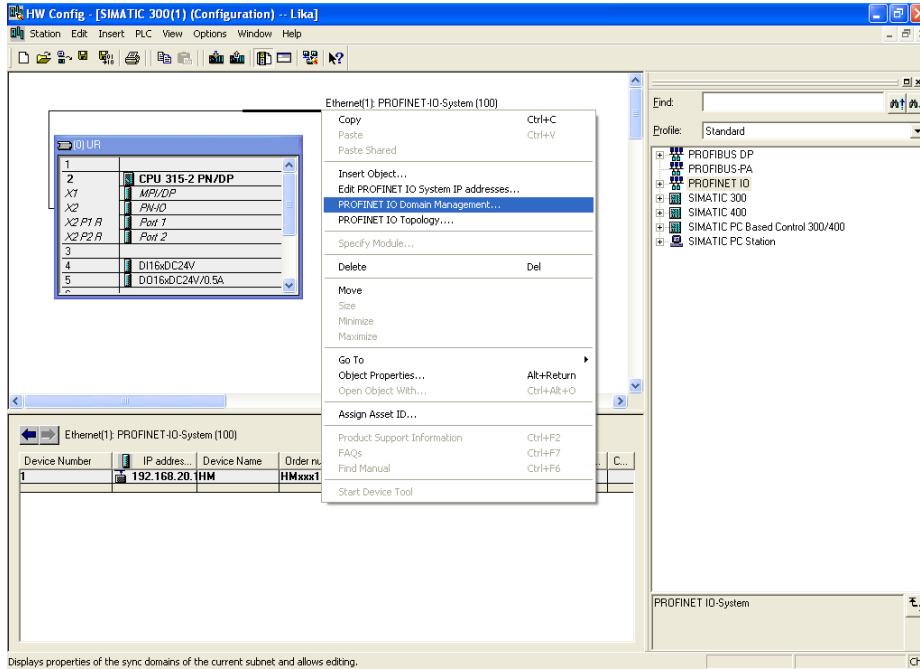 HW Config - [SIMATIC 300(1) (Configuration) -- Lika]
Station Edit Insert PLC View Options Window Help
Ethernet(1): PROFINET-IO-System (100)
(0) UR
1
2 CPU 315-2 PN/DP
X1 MPI/DP
X2 PN-IO
X2 P1 R Port 1
X2 P2 R Port 2
3
4 DI16xDC24V
5 DO16xDC24V/0.5A
Copy Ctrl+C
Paste Ctrl+V
Paste Shared
Insert Object...
Edit PROFINET IO System IP addresses...
PROFINET IO Domain Management...
PROFINET IO Topology....
Specify Module...
Delete Del
Move
Size
Minimize
Maximize
Go To
Object Properties... Alt+Return
Open Object With... Ctrl+Alt+O
Assign Asset ID...
Product Support Information Ctrl+F2
FAQs Ctrl+F7
Find Manual Ctrl+F6
Start Device Tool
Find:
Profile: Standard
PROFIBUS DP
PROFIBUS-PA
PROFINET IO
SIMATIC 300
SIMATIC 400
SIMATIC PC Based Control 300/400
SIMATIC PC Station
Ethernet(1): PROFINET-IO-System (100)
Device Number IP addres... Device Name Order nu C...
1 192.168.20.1 HM HMxxx1
PROFINET IO-System
Displays properties of the sync domains of the current subnet and allows editing.